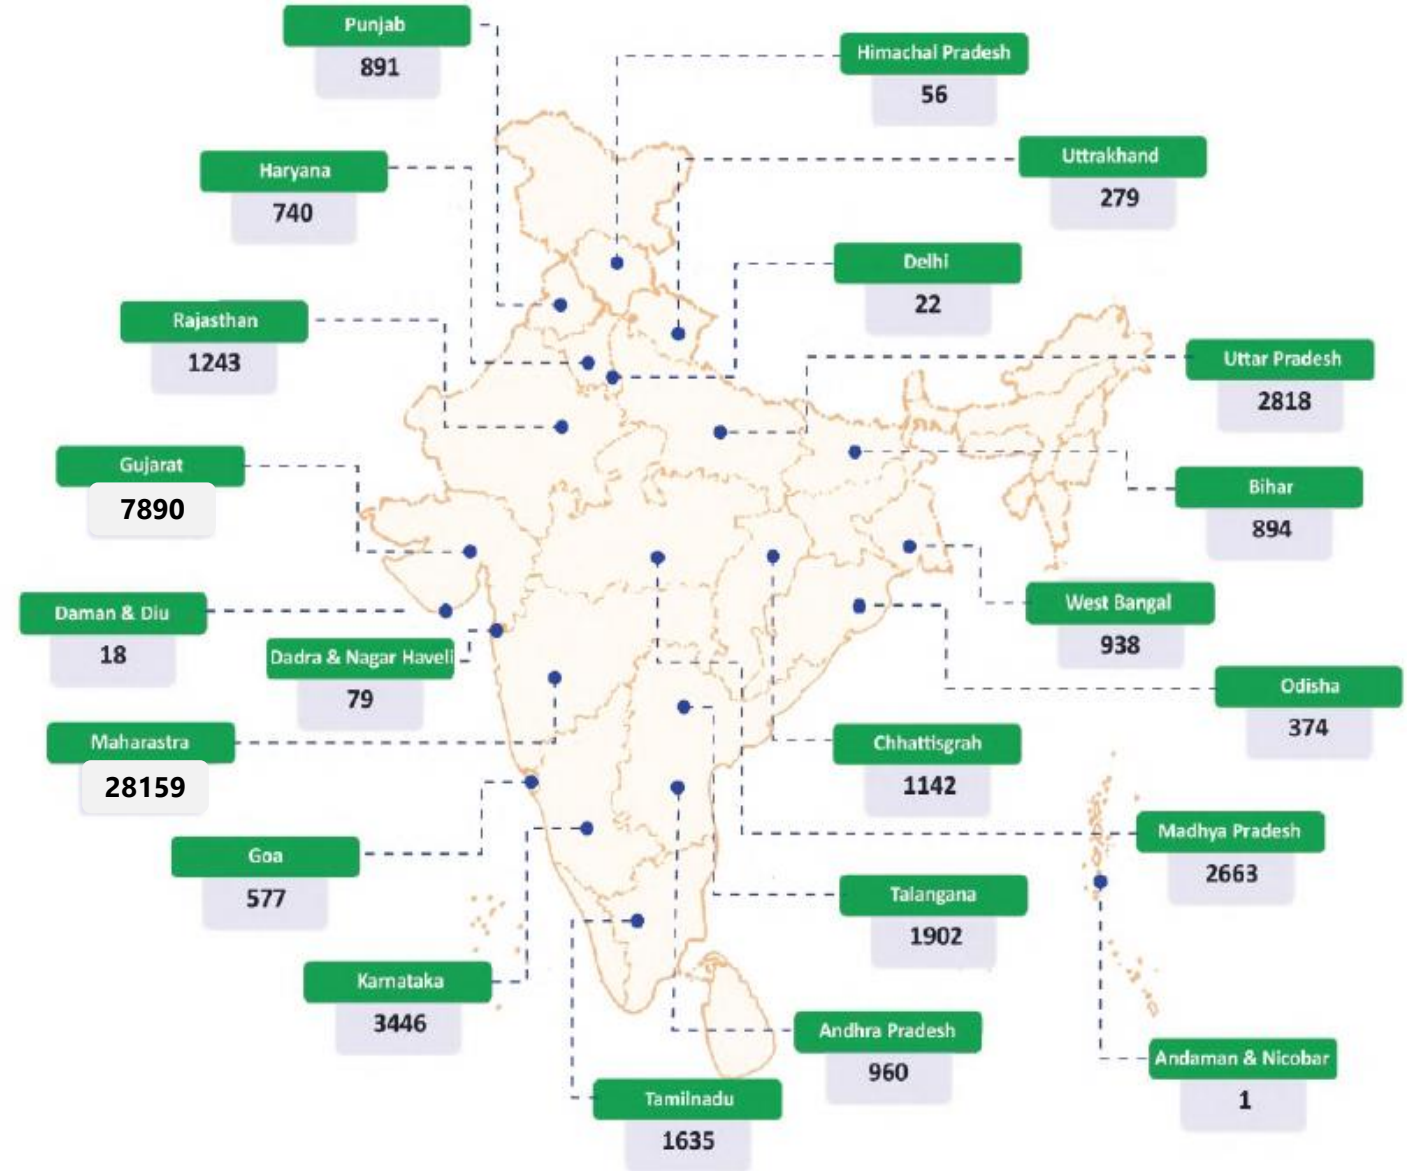 Punjab
891
Himachal Pradesh
56
Uttrakhand
279
Haryana
740
Delhi
22
Rajasthan
1243
Uttar Pradesh
2818
Gujarat
7890
Bihar
894
Daman & Diu
18
West Bangal
938
Dadra & Nagar Haveli
79
Odisha
374
Maharastra
28159
Chhattisgrah
1142
Goa
577
Madhya Pradesh
2663
Talangana
1902
Karnataka
3446
Andhra Pradesh
960
Andaman & Nicobar
1
Tamilnadu
1635